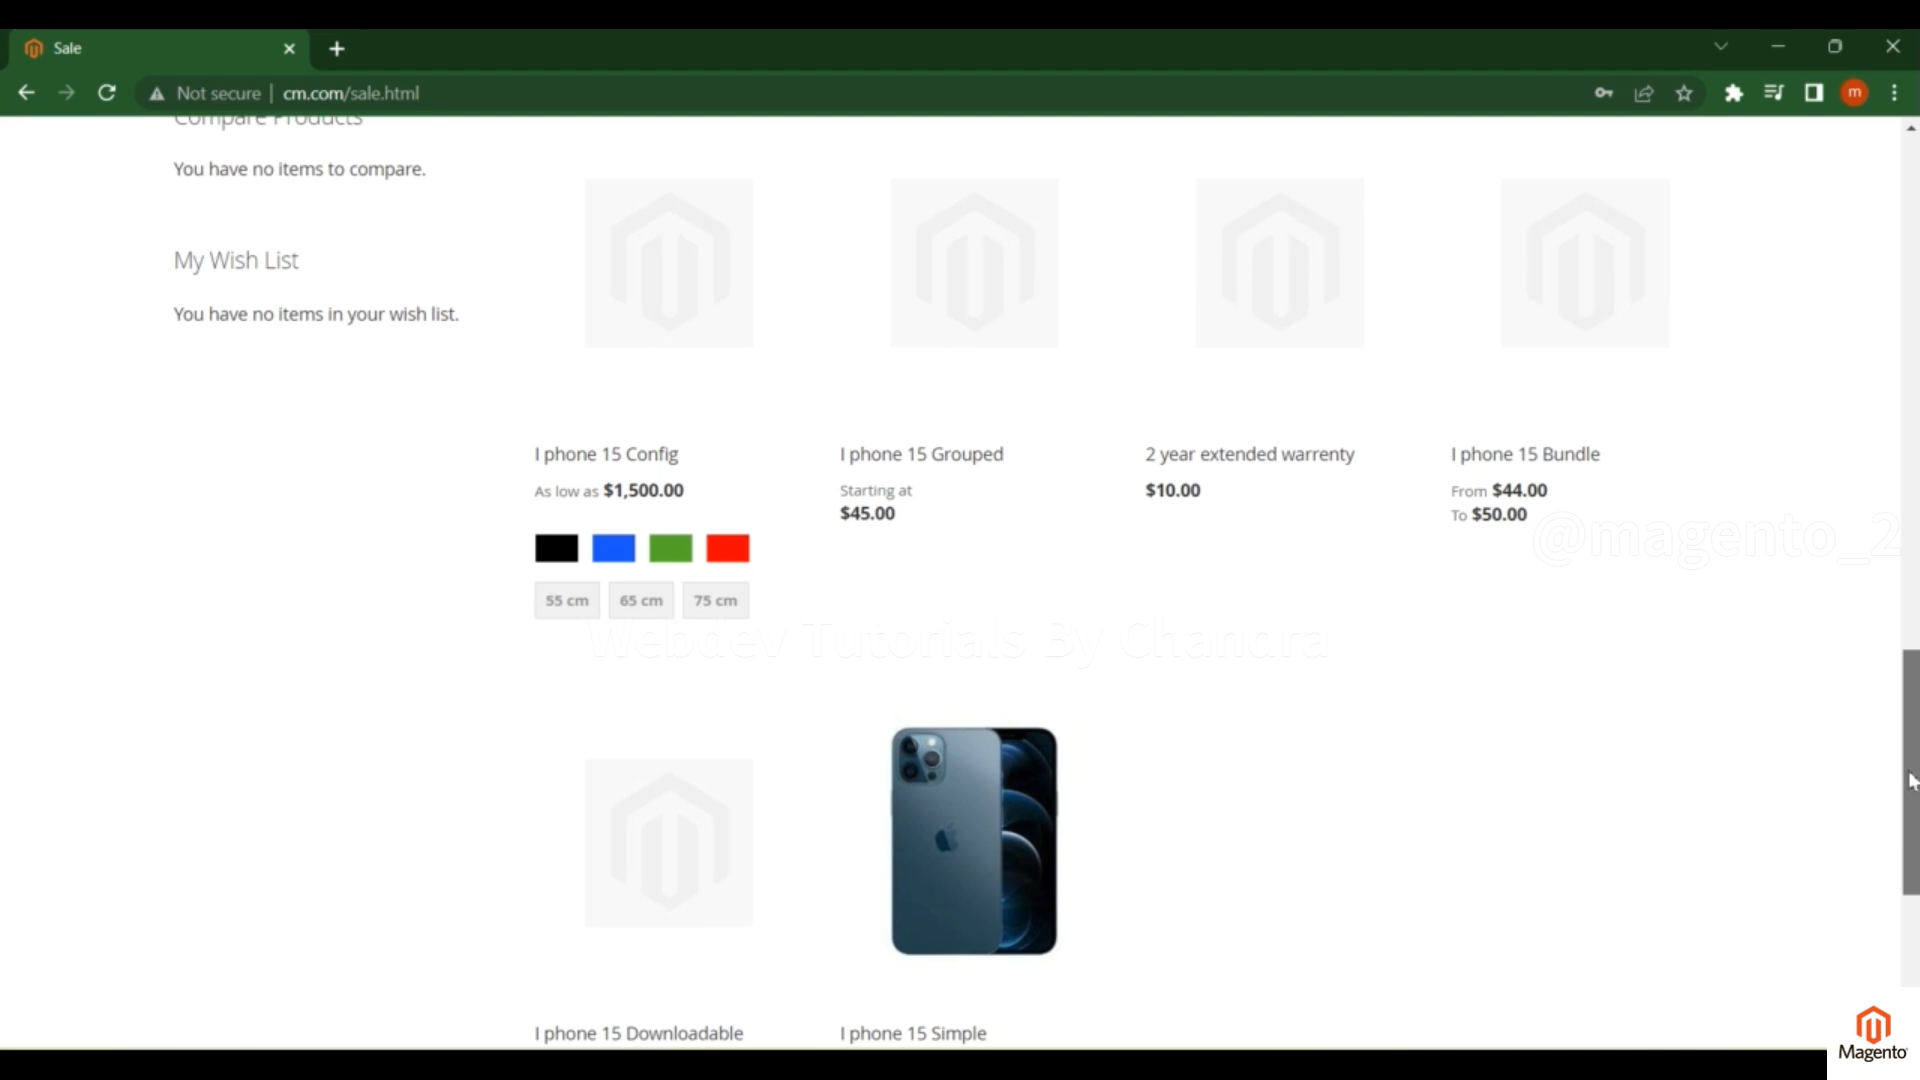 Sale
Not secure | cm.com/sale.html
m
Compare Products
You have no items to compare.
My Wish List
You have no items in your wish list.
I phone 15 Config
As low as $1,500.00
55 cm 65 cm 75 cm
I phone 15 Grouped
Starting at
$45.00
2 year extended warrenty
$10.00
I phone 15 Bundle
From $44.00
To $50.00
@magento_2
Webdev Tutorials By Chandra
I phone 15 Downloadable
I phone 15 Simple
Magento